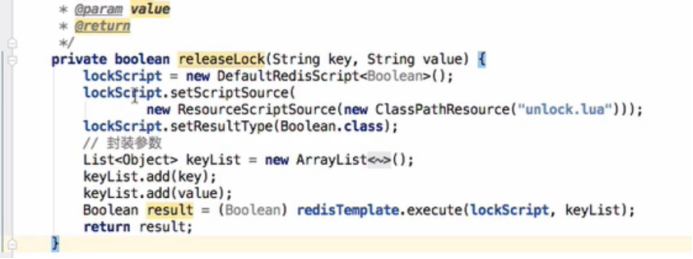 * @param value
* @return
*/
private boolean releaseLock(String key, String value) {
lockScript = new DefaultRedisScript<Boolean>();
lockScript.setScriptSource(
new ResourceScriptSource(new ClassPathResource("unlock.lua")));
lockScript.setResultType(Boolean.class);
// 封装参数
List<Object> keyList = new ArrayList<~>();
keyList.add(key);
keyList.add(value);
Boolean result = (Boolean) redisTemplate.execute(lockScript, keyList);
return result;
}